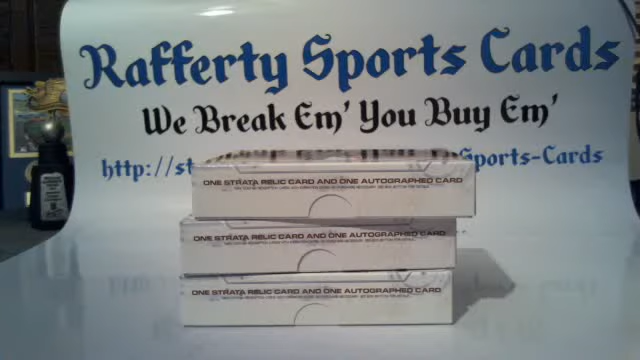 Rafferty Sports Cards
We Break Em' You Buy Em'
http://st Sports-Cards
ONE STRATA RELIC CARD AND ONE AUTOGRAPHED CARD
ONE STRATA RELIC CARD AND ONE AUTOGRAPHED CARD
ONE STRATA RELIC CARD AND ONE AUTOGRAPHED CARD